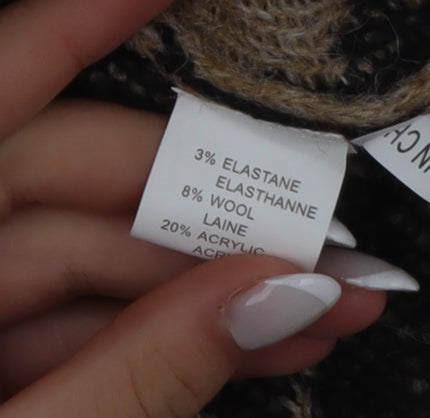 3% ELASTANE
ELASTHANNE
8% WOOL
LAINE
20% ACRYLIC